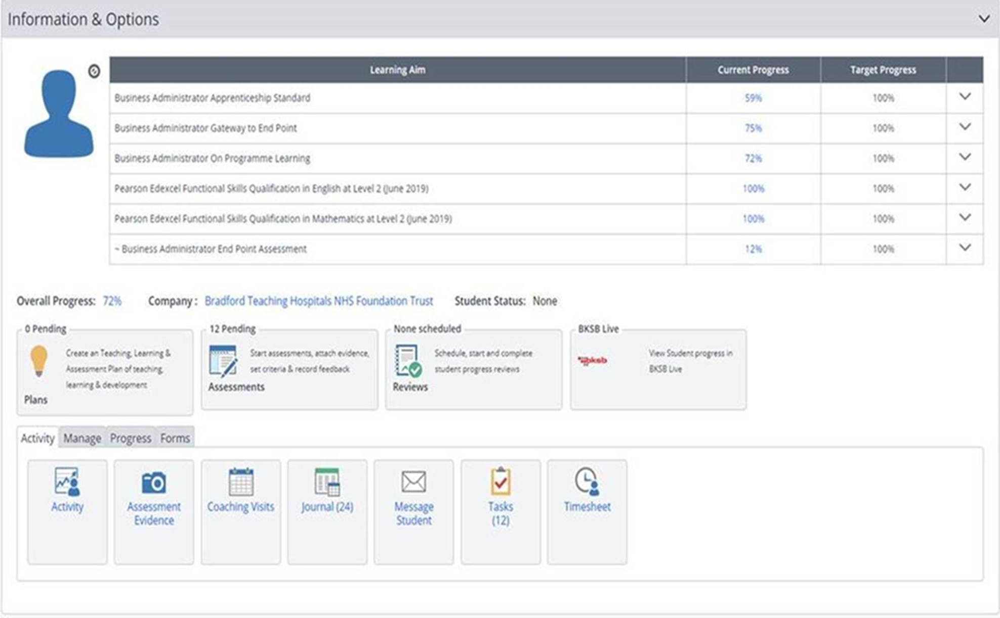 Information & Options
Learning Aim Current Progress Target Progress
Business Administrator Apprenticeship Standard 59% 100%
Business Administrator Gateway to End Point 75% 100%
Business Administrator On Programme Learning 72% 100%
Pearson Edexcel Functional Skills Qualification in English at Level 2 (June 2019) 100% 100%
Pearson Edexcel Functional Skills Qualification in Mathematics at Level 2 (June 2019) 100% 100%
~ Business Administrator End Point Assessment 12% 100%
Overall Progress: 72% Company : Bradford Teaching Hospitals NHS Foundation Trust Student Status: None
0 Pending
Create an Teaching, Learning &
Assessment Plan of teaching,
learning & development
Plans
12 Pending
Start assessments, attach evidence,
set criteria & record feedback
Assessments
None scheduled
Schedule, start and complete
student progress reviews
Reviews
BKSB Live
bksb
View Student progress in
BKSB Live
Activity Manage Progress Forms
Activity
Assessment
Evidence
Coaching Visits
Journal (24)
Message
Student
Tasks
(12)
Timesheet